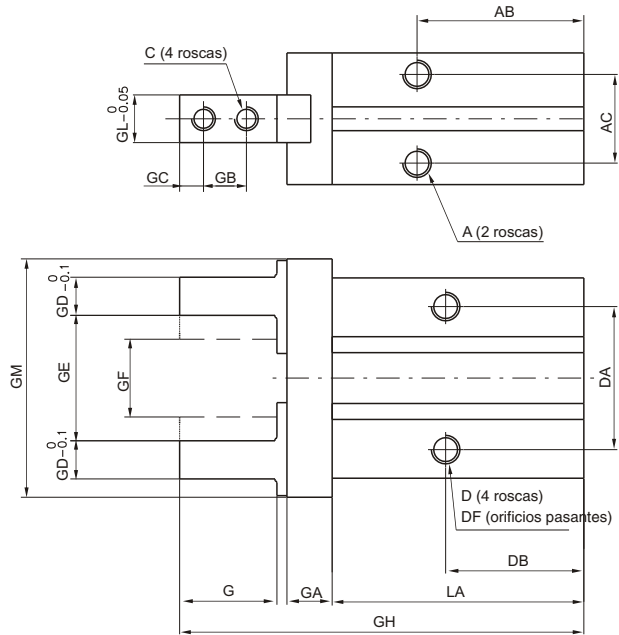 AB
C (4 roscas)
GL-0.05 0
AC
GC
GB
A (2 roscas)
GD-0.1 0
GM
GE
GF
DA
GD-0.1 0
D (4 roscas)
DF (orificios pasantes)
DB
G
GA
LA
GH